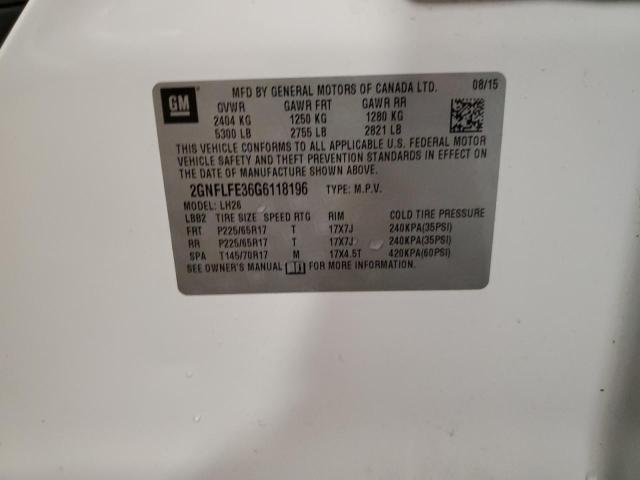 GM
MFD BY GENERAL MOTORS OF CANADA LTD. 08/15
GVWR GAWR FRT GAWR RR
2404 KG 1250 KG 1280 KG
5300 LB 2755 LB 2821 LB
THIS VEHICLE CONFORMS TO ALL APPLICABLE U.S. FEDERAL MOTOR
VEHICLE SAFETY AND THEFT PREVENTION STANDARDS IN EFFECT ON
THE DATE OF MANUFACTURE SHOWN ABOVE.
2GNFLFE36G6118196 TYPE: M.P.V.
MODEL: LH26
LBB2 TIRE SIZE SPEED RTG RIM COLD TIRE PRESSURE
FRT P225/65R17 T 17X7J 240KPA(35PSI)
RR P225/65R17 T 17X7J 240KPA(35PSI)
SPA T145/70R17 M 17X4.5T 420KPA(60PSI)
SEE OWNER'S MANUAL FOR MORE INFORMATION.